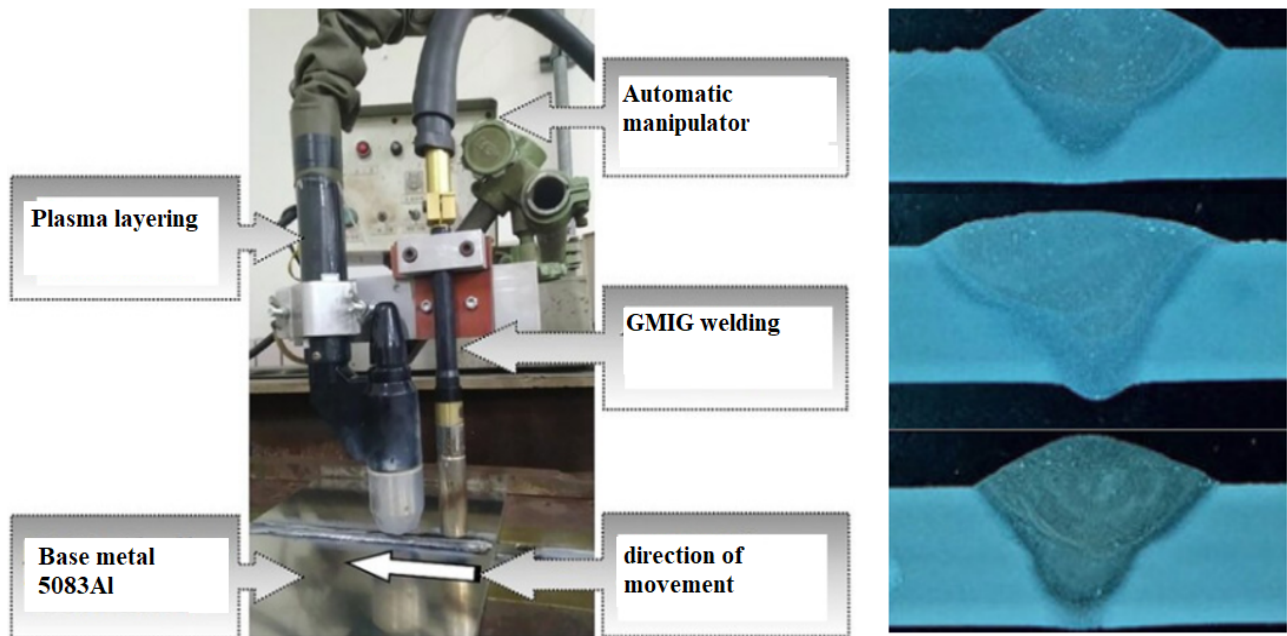 Automatic
manipulator
Plasma layering
GMIG welding
Base metal
5083Al
direction of
movement